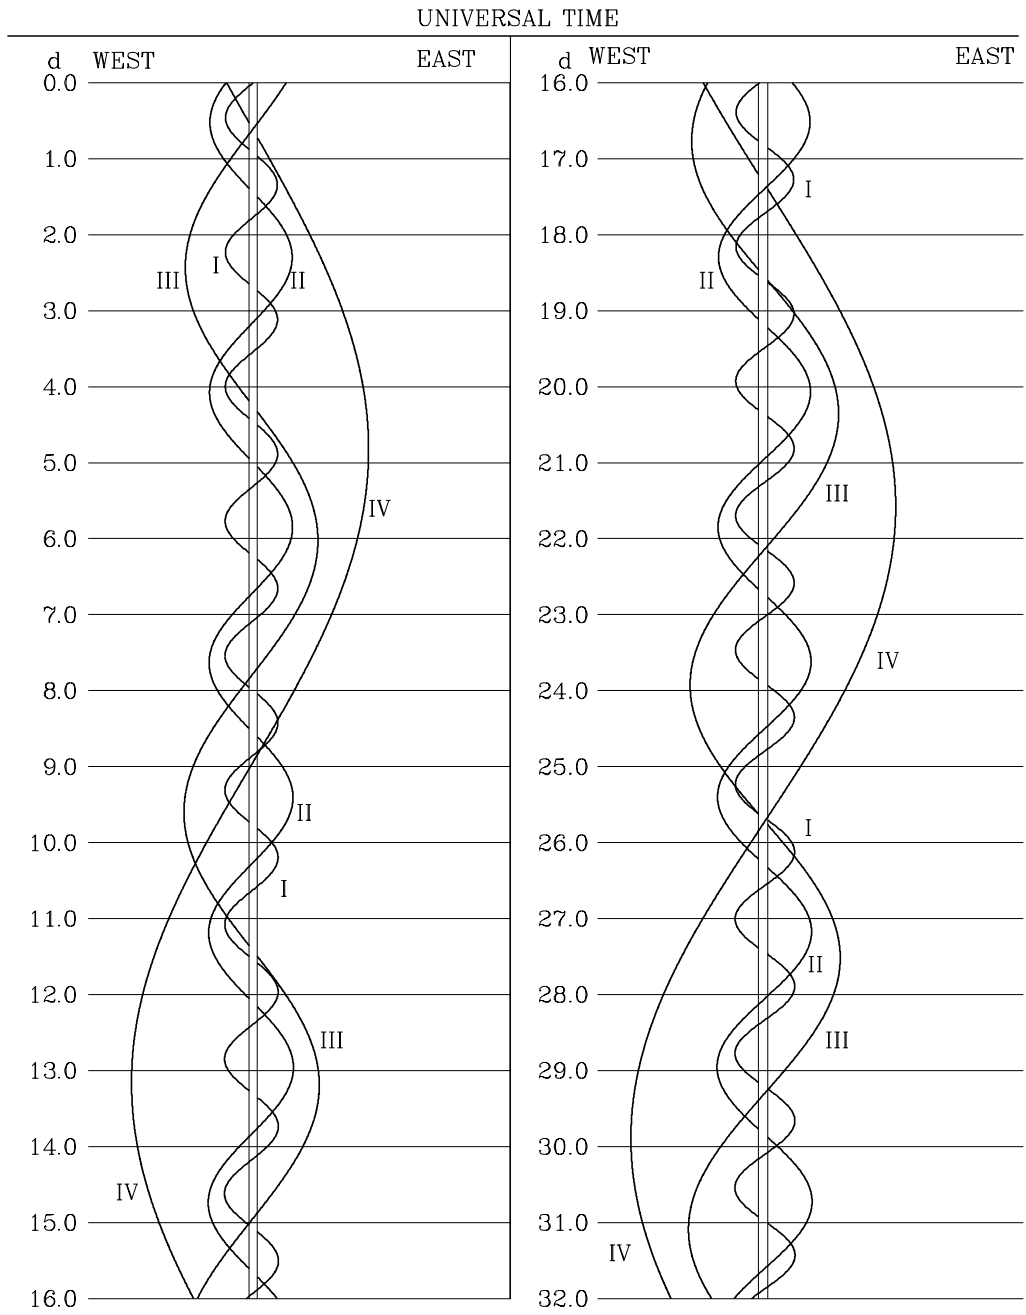 UNIVERSAL TIME
d WEST EAST
0.0
1.0
2.0
I
III II
3.0
4.0
5.0
IV
6.0
7.0
8.0
9.0
II
10.0
I
11.0
12.0
III
13.0
14.0
IV
15.0
16.0
d WEST EAST
16.0
17.0
I
18.0
II
19.0
20.0
21.0
III
22.0
23.0
IV
24.0
25.0
I
26.0
27.0
II
28.0
III
29.0
30.0
31.0
IV
32.0